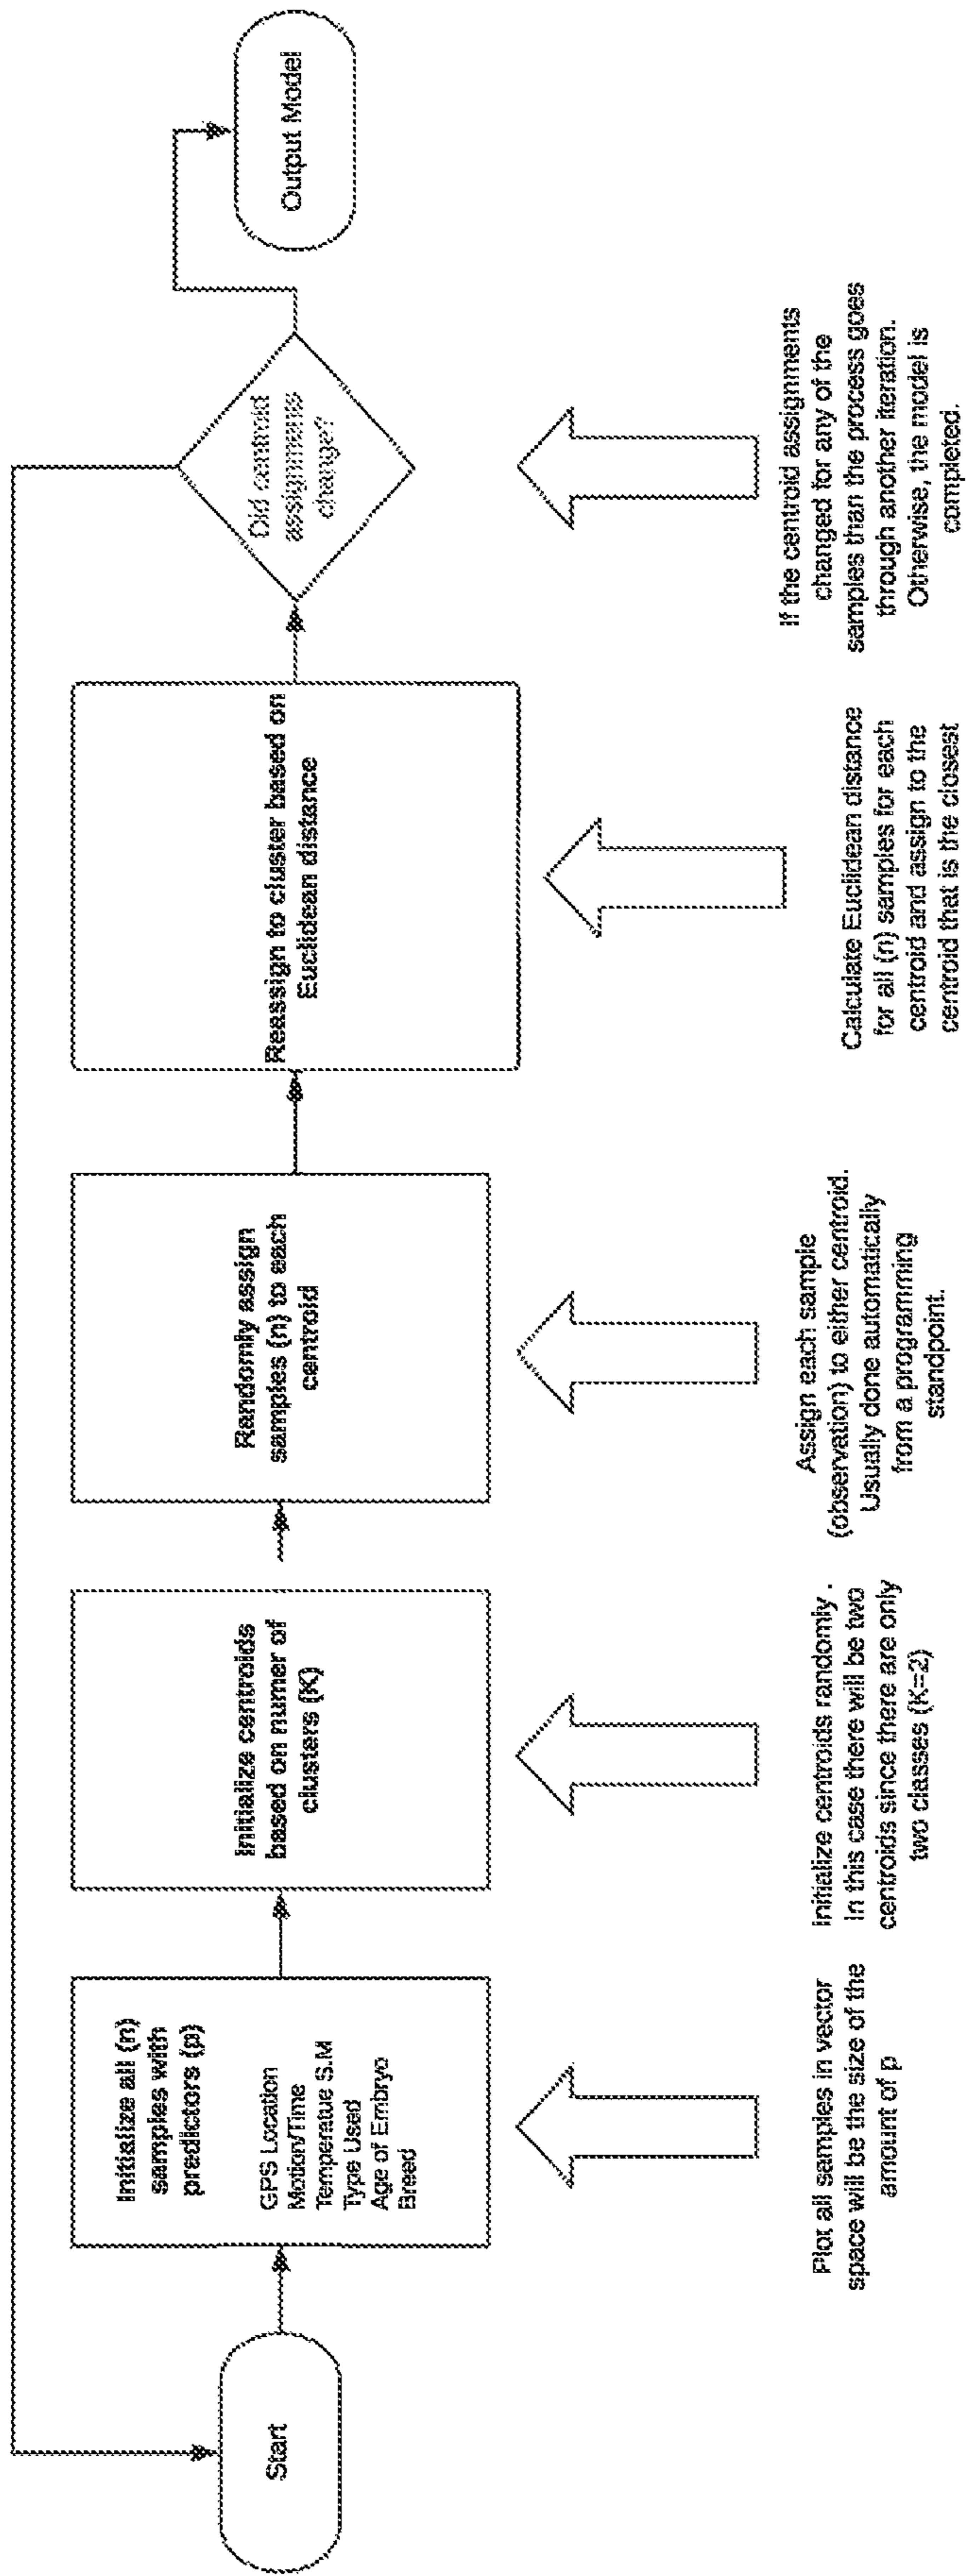 Start
Initialize all (n)
samples with
predictors (p)
GPS Location
Motion/Time
Temperatue S.M
Type Used
Age of Embryo
Breed
Initialize centroids
based on numer of
clusters (K)
Randomly assign
samples (n) to each
centroid
Reassign to cluster based on
Euclidean distance
Did centroid
assignments
change?
Output Model
Plot all samples in vector
space will be the size of the
amount of p
Initialize centroids randomly .
In this case there will be two
centroids since there are only
two classes (K=2)
Assign each sample
(observation) to either centroid.
Usually done automatically
from a programming
standpoint.
Calculate Euclidean distance
for all (n) samples for each
centroid and assign to the
centroid that is the closest
If the centroid assignments
changed for any of the
samples than the process goes
through another iteration.
Otherwise, the model is
completed.